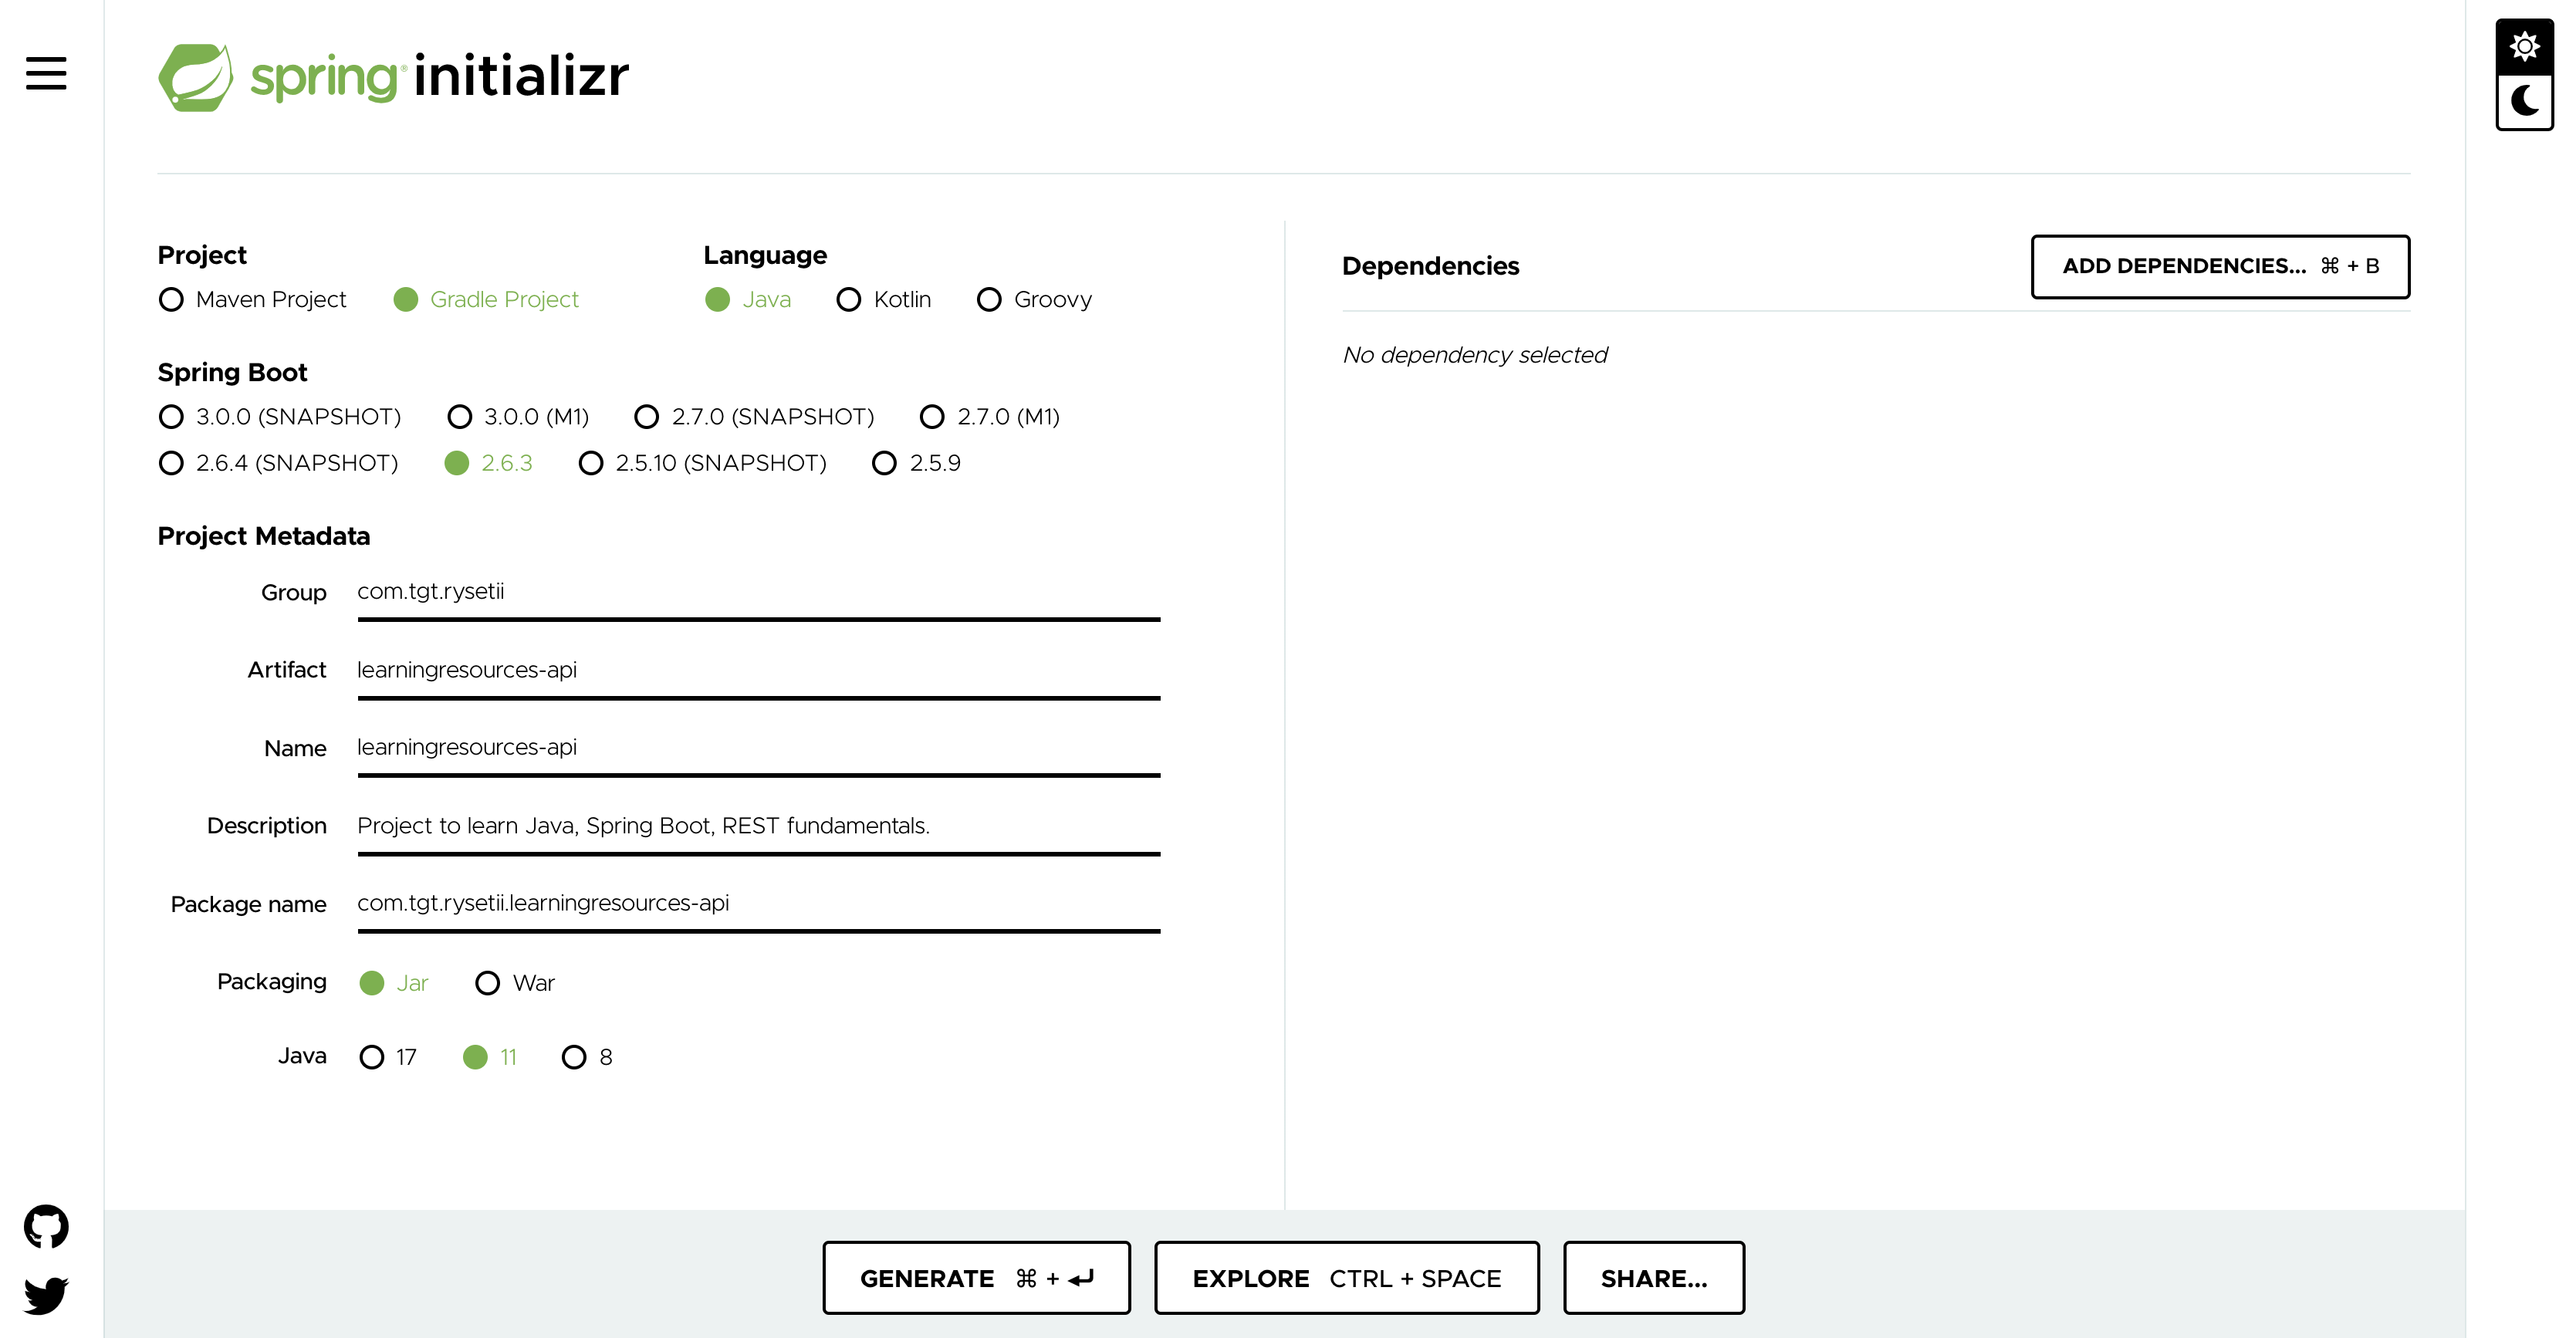 spring initializr
Project
Maven Project Gradle Project
Language
Java Kotlin Groovy
Spring Boot
3.0.0 (SNAPSHOT) 3.0.0 (M1) 2.7.0 (SNAPSHOT) 2.7.0 (M1)
2.6.4 (SNAPSHOT) 2.6.3 2.5.10 (SNAPSHOT) 2.5.9
Project Metadata
Group com.tgt.rysetii
Artifact learningresources-api
Name learningresources-api
Description Project to learn Java, Spring Boot, REST fundamentals.
Package name com.tgt.rysetii.learningresources-api
Packaging Jar War
Java 17 11 8
Dependencies
ADD DEPENDENCIES... ⌘ + B
No dependency selected
GENERATE ⌘ + ⏎
EXPLORE CTRL + SPACE
SHARE...